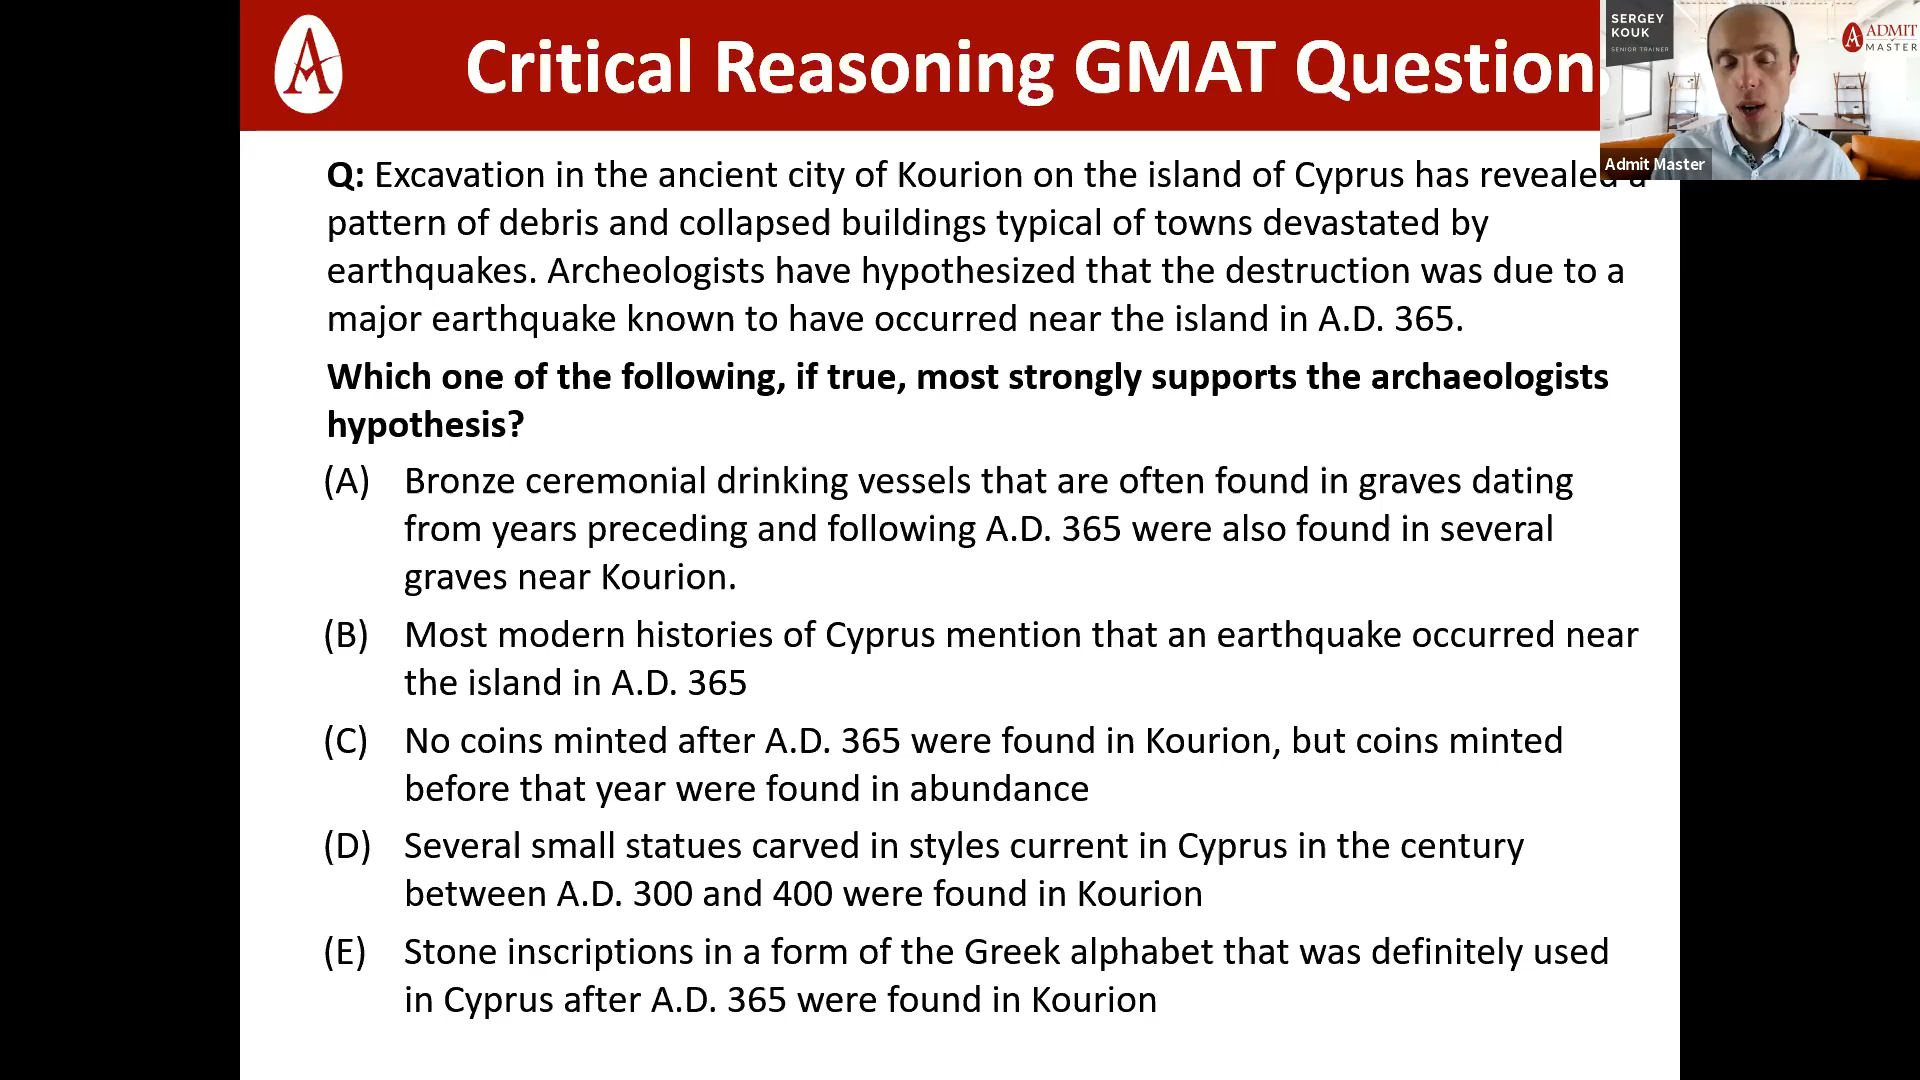 Critical Reasoning GMAT Question
SERGEY
KOUK
SENIOR TRAINER
ADMIT
MASTER
Admit Master
Q: Excavation in the ancient city of Kourion on the island of Cyprus has revealed a
pattern of debris and collapsed buildings typical of towns devastated by
earthquakes. Archeologists have hypothesized that the destruction was due to a
major earthquake known to have occurred near the island in A.D. 365.
Which one of the following, if true, most strongly supports the archaeologists
hypothesis?
(A) Bronze ceremonial drinking vessels that are often found in graves dating
from years preceding and following A.D. 365 were also found in several
graves near Kourion.
(B) Most modern histories of Cyprus mention that an earthquake occurred near
the island in A.D. 365
(C) No coins minted after A.D. 365 were found in Kourion, but coins minted
before that year were found in abundance
(D) Several small statues carved in styles current in Cyprus in the century
between A.D. 300 and 400 were found in Kourion
(E) Stone inscriptions in a form of the Greek alphabet that was definitely used
in Cyprus after A.D. 365 were found in Kourion